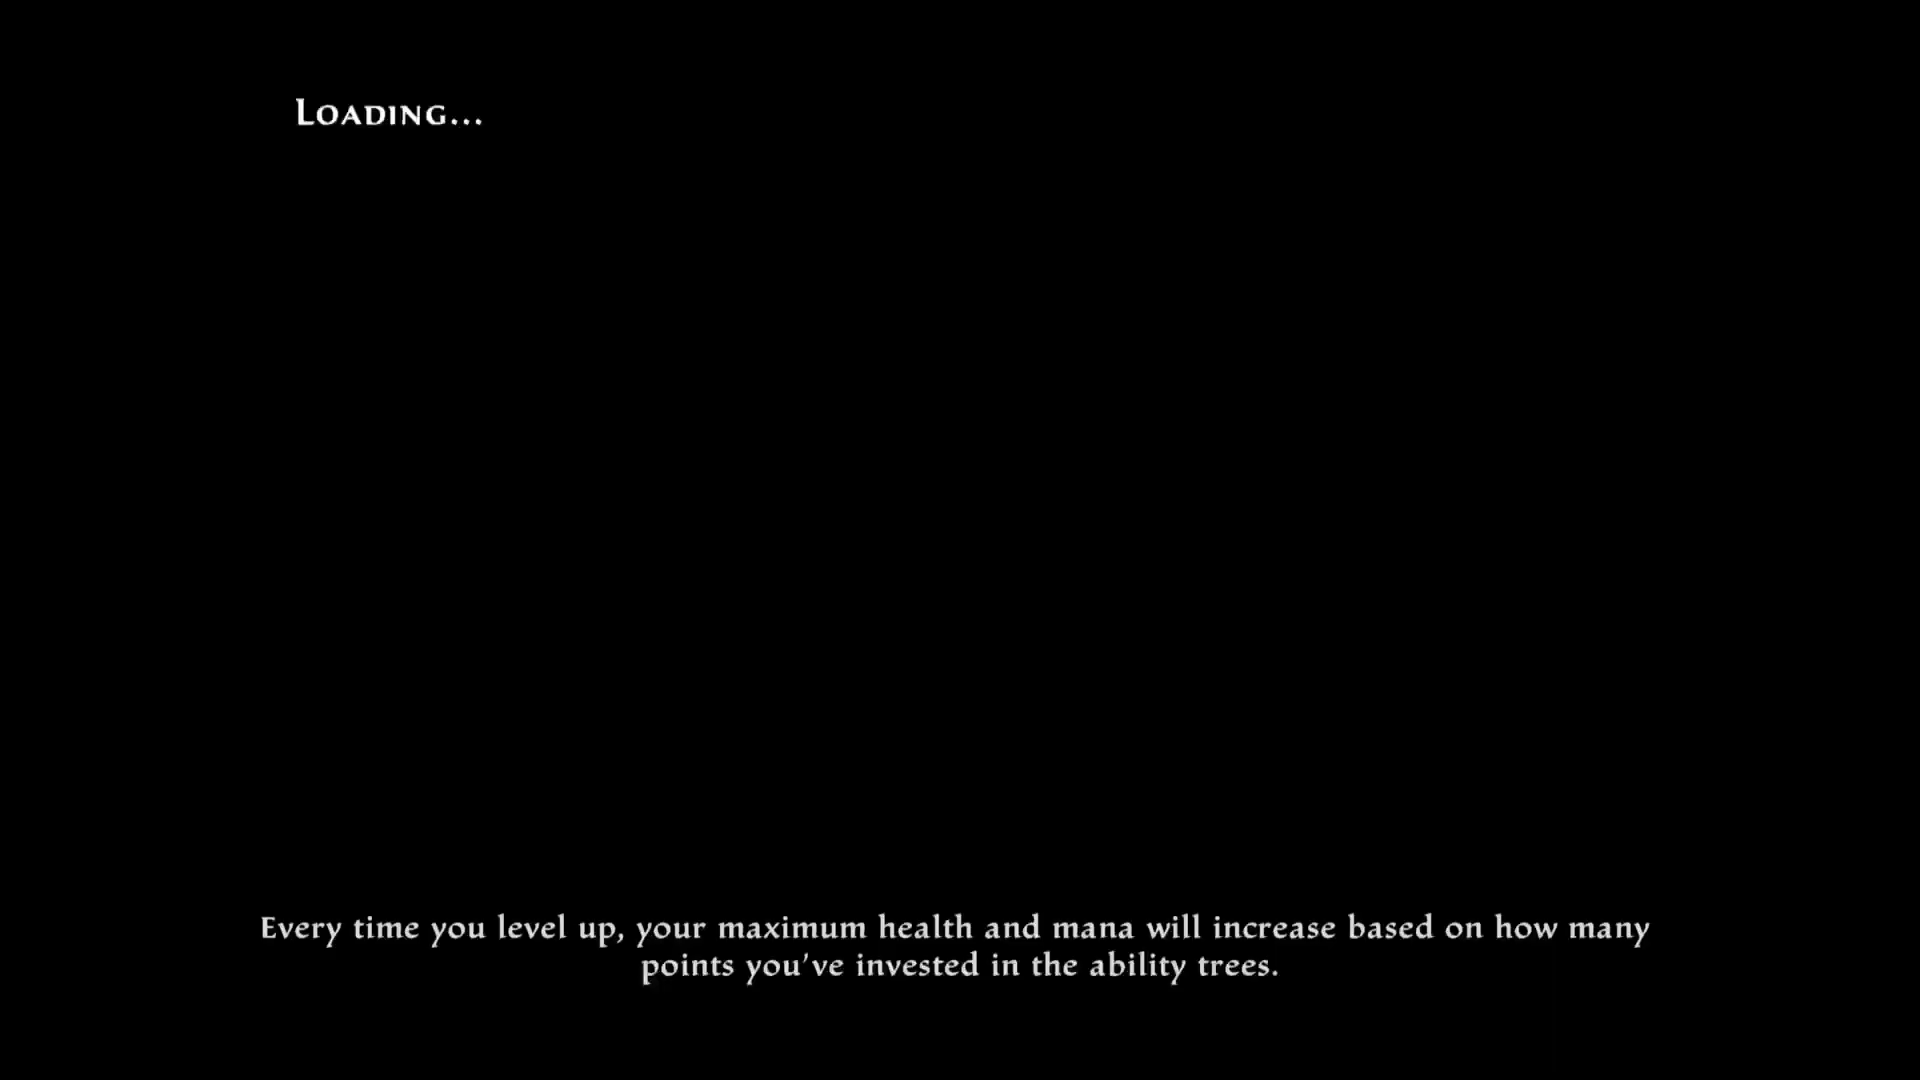 Loading...
Every time you level up, your maximum health and mana will increase based on how many
points you've invested in the ability trees.